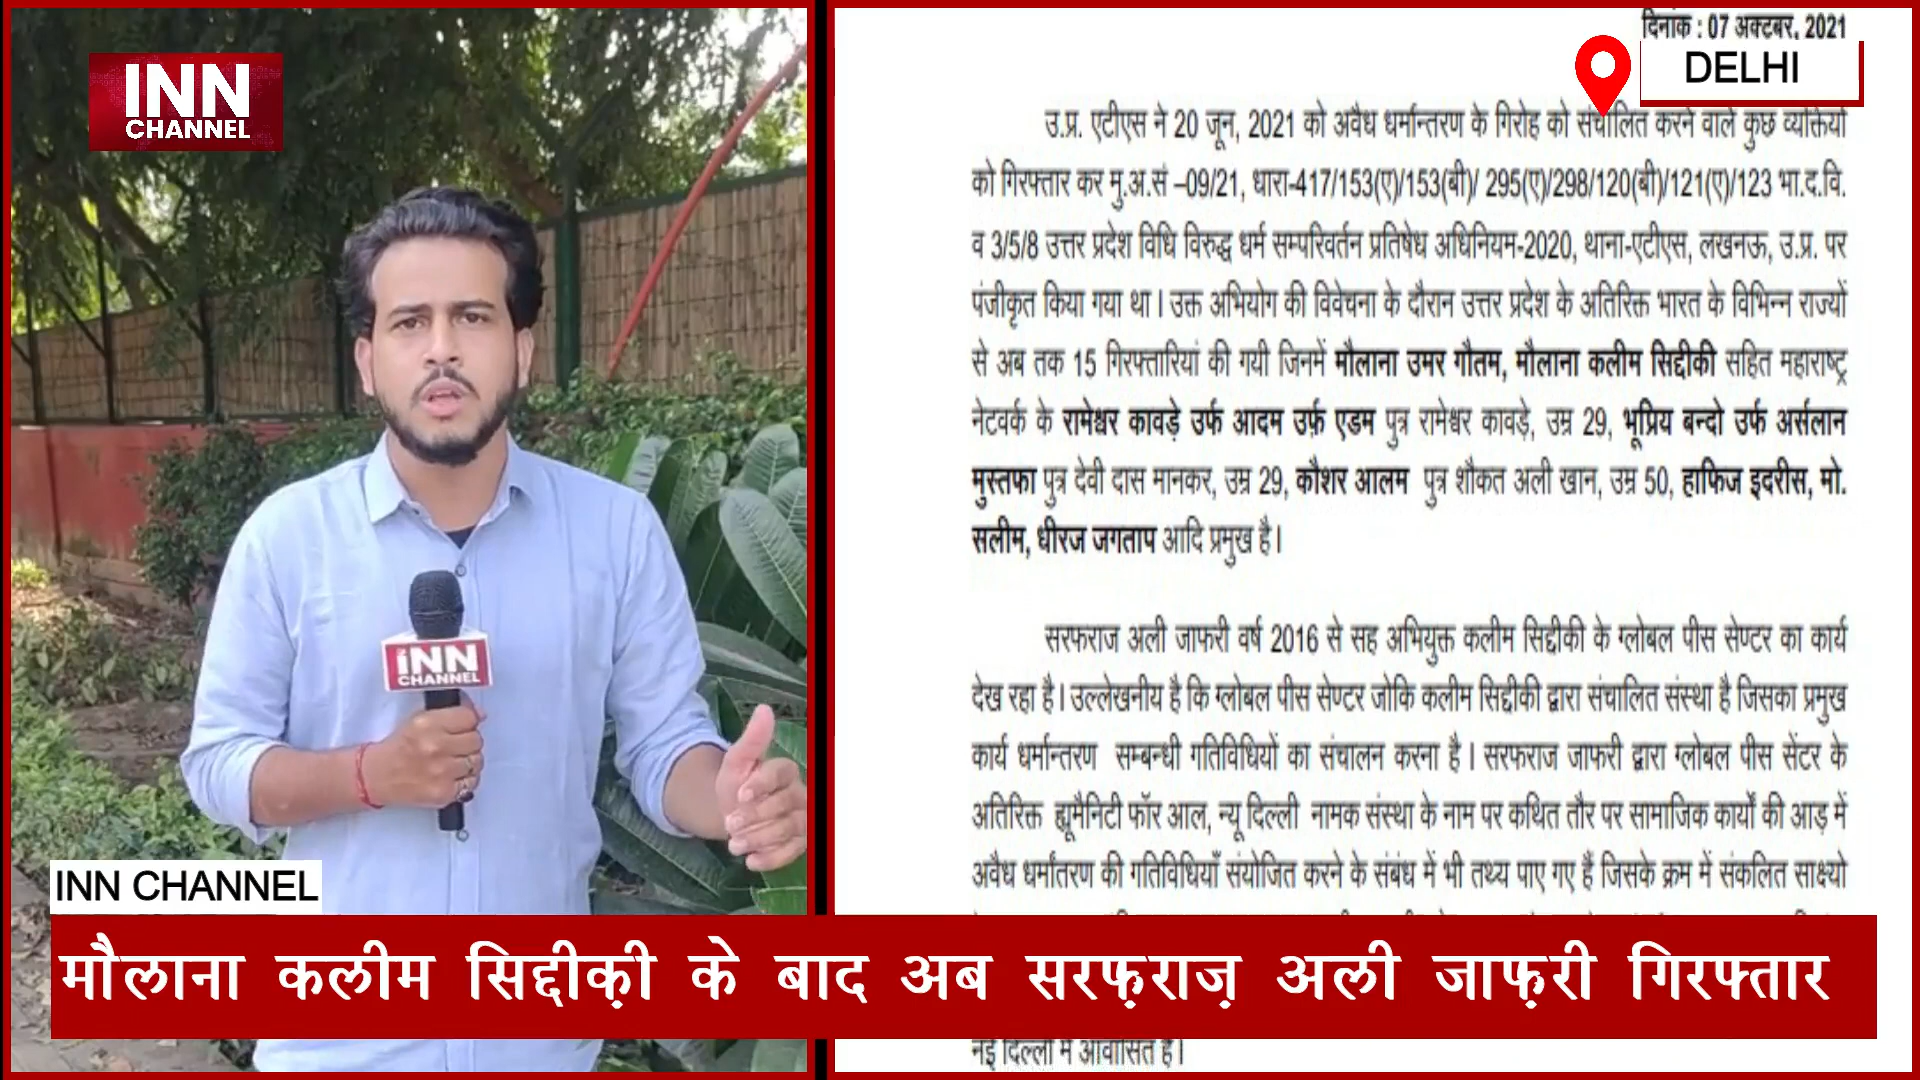 INN
CHANNEL
iNN
CHANNEL
INN CHANNEL
दिनांक : 07 अक्टूबर, 2021
DELHI
उ.प्र. एटीएस ने 20 जून, 2021 को अवैध धर्मान्तरण के गिरोह को संचालित करने वाले कुछ व्यक्तियों
को गिरफ्तार कर मु.अ.सं –09/21, धारा-417/153(ए)/153(बी)/ 295(ए)/298/120(बी)/121(ए)/123 भा.द.वि.
व 3/5/8 उत्तर प्रदेश विधि विरुद्ध धर्म सम्परिवर्तन प्रतिषेध अधिनियम-2020, थाना-एटीएस, लखनऊ, उ.प्र. पर
पंजीकृत किया गया था । उक्त अभियोग की विवेचना के दौरान उत्तर प्रदेश के अतिरिक्त भारत के विभिन्न राज्यों
से अब तक 15 गिरफ्तारियां की गयी जिनमें मौलाना उमर गौतम, मौलाना कलीम सिद्दीकी सहित महाराष्ट्र
नेटवर्क के रामेश्वर कावड़े उर्फ आदम उर्फ़ एडम पुत्र रामेश्वर कावड़े, उम्र 29, भूप्रिय बन्दो उर्फ अर्सलान
मुस्तफा पुत्र देवी दास मानकर, उम्र 29, कौशर आलम पुत्र शौकत अली खान, उम्र 50, हाफिज इदरीस, मो.
सलीम, धीरज जगताप आदि प्रमुख है ।
सरफराज अली जाफरी वर्ष 2016 से सह अभियुक्त कलीम सिद्दीकी के ग्लोबल पीस सेण्टर का कार्य
देख रहा है । उल्लेखनीय है कि ग्लोबल पीस सेण्टर जोकि कलीम सिद्दीकी द्वारा संचालित संस्था है जिसका प्रमुख
कार्य धर्मान्तरण सम्बन्धी गतिविधियों का संचालन करना है । सरफराज जाफरी द्वारा ग्लोबल पीस सेंटर के
अतिरिक्त ह्यूमैनिटी फॉर आल, न्यू दिल्ली नामक संस्था के नाम पर कथित तौर पर सामाजिक कार्यों की आड़ में
अवैध धर्मांतरण की गतिविधियाँ संयोजित करने के संबंध में भी तथ्य पाए गए हैं जिसके क्रम में संकलित साक्ष्यो
मौलाना कलीम सिद्दीक़ी के बाद अब सरफ़राज़ अली जाफ़री गिरफ्तार
नई दिल्ली में आवासित है ।